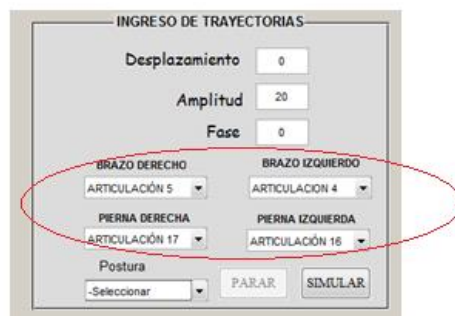 INGRESO DE TRAYECTORIAS
Desplazamiento 0
Amplitud 20
Fase 0
BRAZO DERECHO BRAZO IZQUIERDO
ARTICULACIÓN 5 ARTICULACION 4
PIERNA DERECHA PIERNA IZQUIERDA
ARTICULACIÓN 17 ARTICULACIÓN 16
Postura
-Seleccionar PARAR SIMULAR